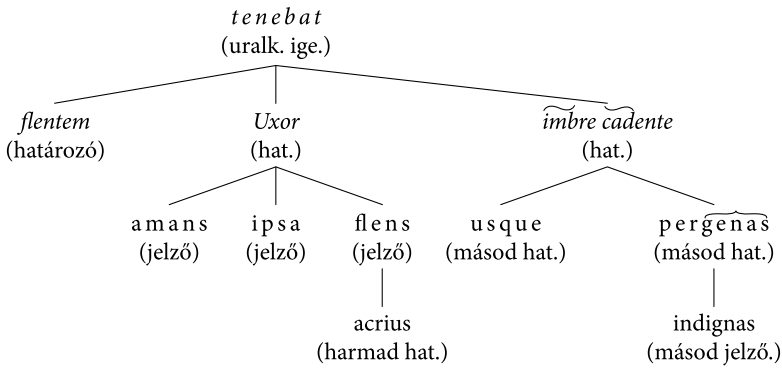 tenebat
(uralk. ige.)
flentem Uxor imbre cadente
(határozó) (hat.) (hat.)
amans ipsa flens usque pergenas
(jelző) (jelző) (jelző) (másod hat.) (másod hat.)
acrius indignas
(harmad hat.) (másod jelző.)